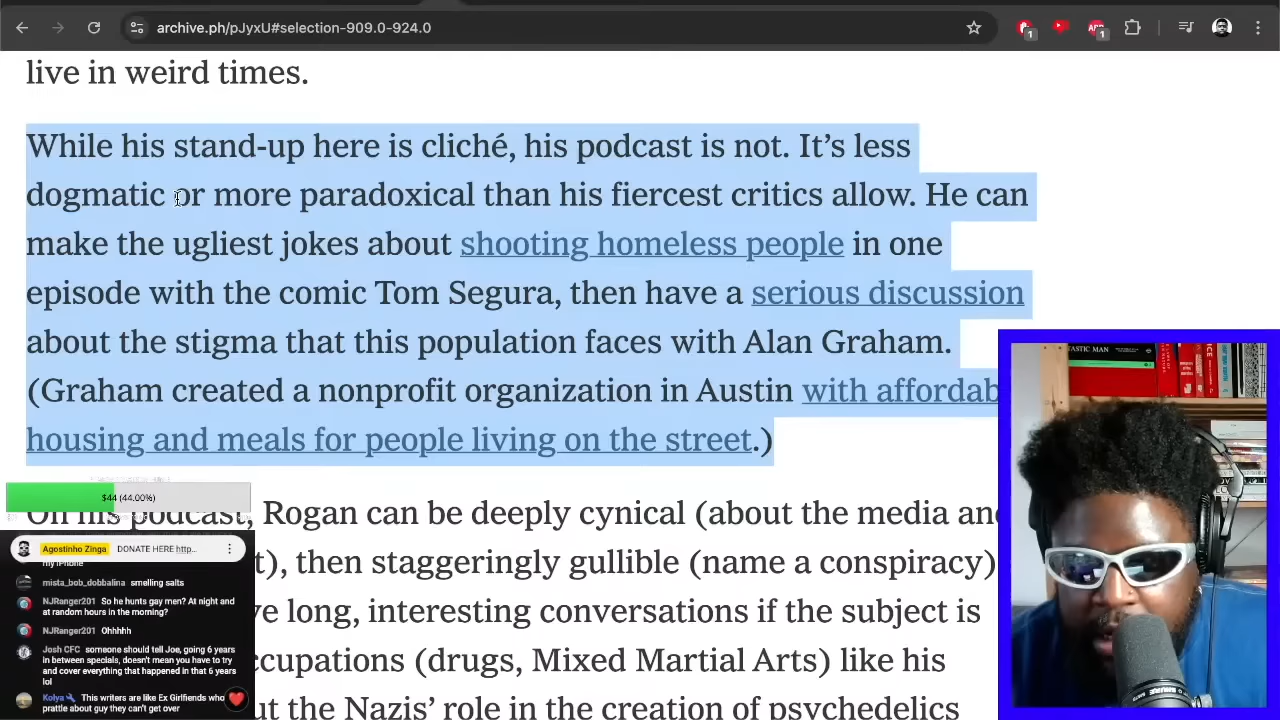 archive.ph/pJyxU#selection-909.0-924.0
1
ABP
1
live in weird times.
While his stand-up here is cliché, his podcast is not. It's less
dogmatic or more paradoxical than his fiercest critics allow. He can
make the ugliest jokes about shooting homeless people in one
episode with the comic Tom Segura, then have a serious discussion
about the stigma that this population faces with Alan Graham.
(Graham created a nonprofit organization in Austin with affordab
housing and meals for people living on the street.)
On his podcast, Rogan can be deeply cynical (about the media and
t), then staggeringly gullible (name a conspiracy)
ve long, interesting conversations if the subject is
ecupations (drugs, Mixed Martial Arts) like his
ut the Nazis' role in the creation of psychedelics
$44 (44.00%)
Agostinho Zinga DONATE HERE http...
my iPhone
mista_bob_dobbalina smelling salts
NJRanger201 So he hunts gay men? At night and
at random hours in the morning?
NJRanger201 Ohhhhh
Josh CFC someone should tell Joe, going 6 years
in between specials, doesn't mean you have to try
and cover everything that happened in that 6 years
lol
Kolya This writers are like Ex Girlfiends who
prattle about guy they can't get over
TASTIC MAN